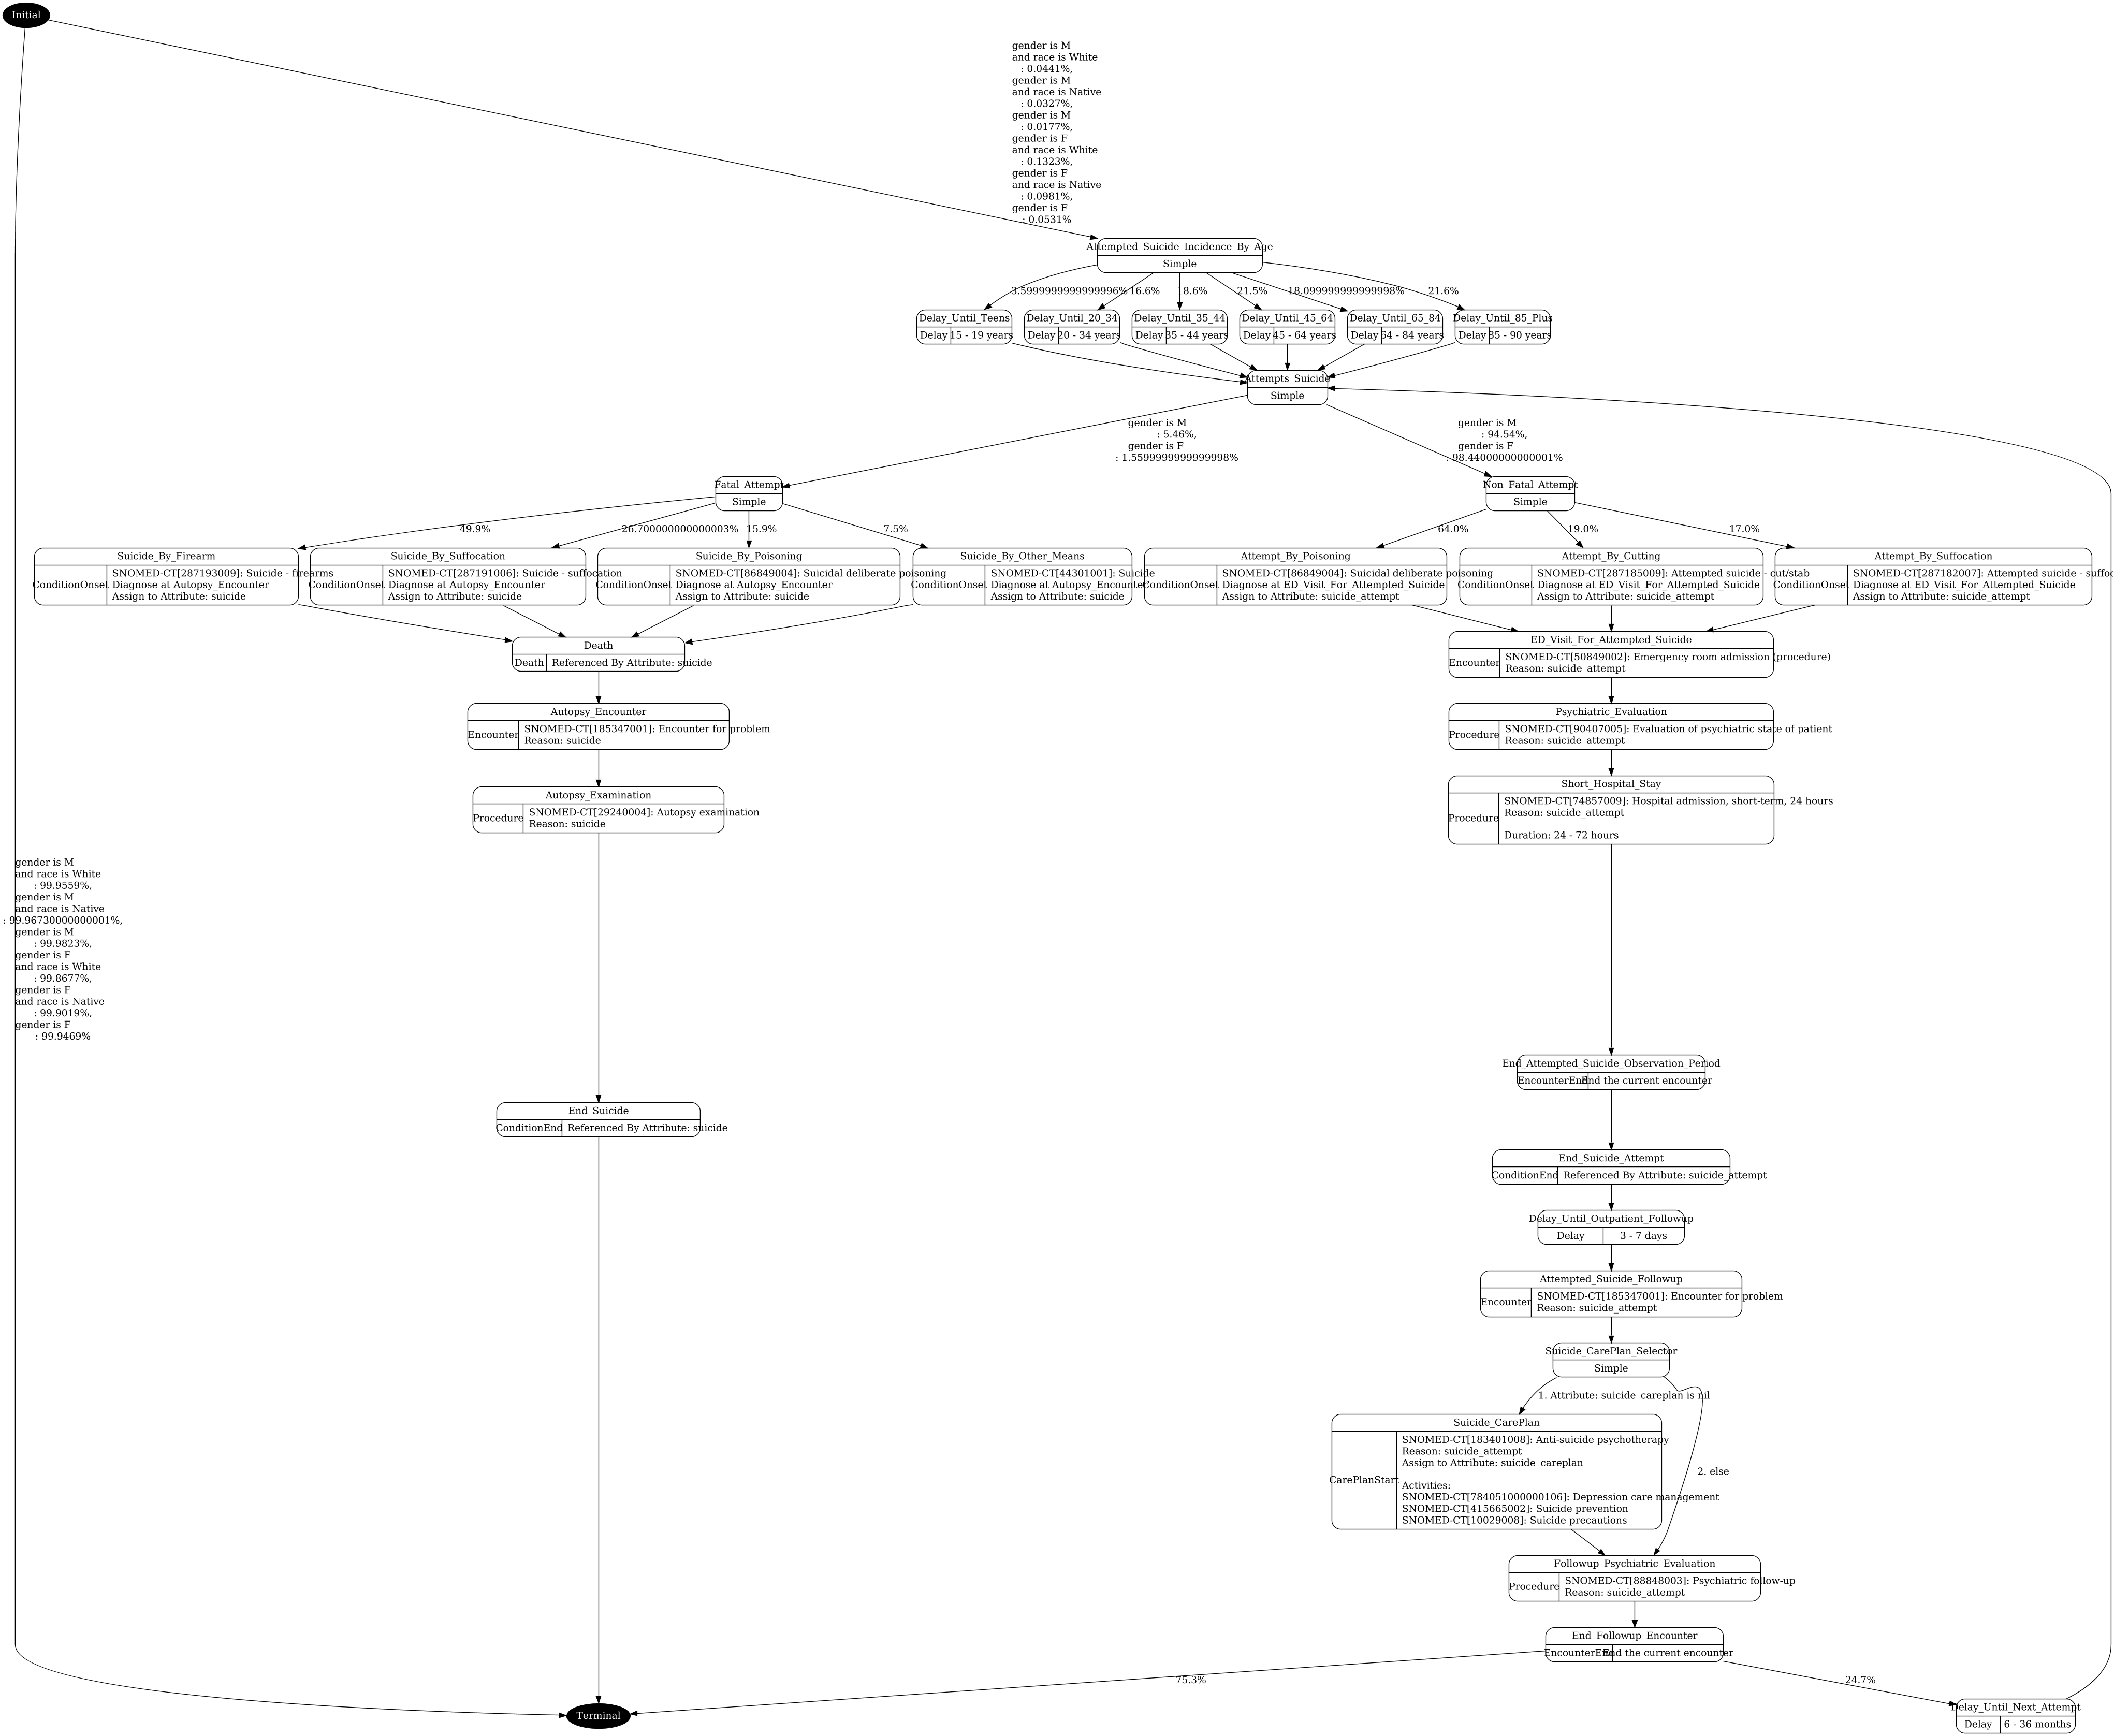 Initial
gender is M
and race is White
: 0.0441%,
gender is M
and race is Native
: 0.0327%,
gender is M
: 0.0177%,
gender is F
and race is White
: 0.1323%,
gender is F
and race is Native
: 0.0981%,
gender is F
: 0.0531%
Attempted_Suicide_Incidence_By_Age
Simple
3.5999999999999996%
16.6%
18.6%
21.5%
18.099999999999998%
21.6%
Delay_Until_Teens
Delay
15 - 19 years
Delay_Until_20_34
Delay
20 - 34 years
Delay_Until_35_44
Delay
35 - 44 years
Delay_Until_45_64
Delay
45 - 64 years
Delay_Until_65_84
Delay
64 - 84 years
Delay_Until_85_Plus
Delay
85 - 90 years
Attempts_Suicide
Simple
gender is M
: 5.46%,
gender is F
: 1.5599999999999998%
gender is M
: 94.54%,
gender is F
: 98.44000000000001%
Fatal_Attempt
Simple
Non_Fatal_Attempt
Simple
49.9%
26.700000000000003%
15.9%
7.5%
64.0%
19.0%
17.0%
Suicide_By_Firearm
ConditionOnset
SNOMED-CT[287193009]: Suicide - firearms
Diagnose at Autopsy_Encounter
Assign to Attribute: suicide
Suicide_By_Suffocation
ConditionOnset
SNOMED-CT[287191006]: Suicide - suffocation
Diagnose at Autopsy_Encounter
Assign to Attribute: suicide
Suicide_By_Poisoning
ConditionOnset
SNOMED-CT[86849004]: Suicidal deliberate poisoning
Diagnose at Autopsy_Encounter
Assign to Attribute: suicide
Suicide_By_Other_Means
ConditionOnset
SNOMED-CT[44301001]: Suicide
Diagnose at Autopsy_Encounter
Assign to Attribute: suicide
Attempt_By_Poisoning
ConditionOnset
SNOMED-CT[86849004]: Suicidal deliberate poisoning
Diagnose at ED_Visit_For_Attempted_Suicide
Assign to Attribute: suicide_attempt
Attempt_By_Cutting
ConditionOnset
SNOMED-CT[287185009]: Attempted suicide - cut/stab
Diagnose at ED_Visit_For_Attempted_Suicide
Assign to Attribute: suicide_attempt
Attempt_By_Suffocation
ConditionOnset
SNOMED-CT[287182007]: Attempted suicide - suffoc
Diagnose at ED_Visit_For_Attempted_Suicide
Assign to Attribute: suicide_attempt
Death
Death
Referenced By Attribute: suicide
ED_Visit_For_Attempted_Suicide
Encounter
SNOMED-CT[50849002]: Emergency room admission (procedure)
Reason: suicide_attempt
Autopsy_Encounter
Encounter
SNOMED-CT[185347001]: Encounter for problem
Reason: suicide
Psychiatric_Evaluation
Procedure
SNOMED-CT[90407005]: Evaluation of psychiatric state of patient
Reason: suicide_attempt
Autopsy_Examination
Procedure
SNOMED-CT[29240004]: Autopsy examination
Reason: suicide
Short_Hospital_Stay
Procedure
SNOMED-CT[74857009]: Hospital admission, short-term, 24 hours
Reason: suicide_attempt
Duration: 24 - 72 hours
gender is M
and race is White
: 99.9559%,
gender is M
and race is Native
: 99.96730000000001%,
gender is M
: 99.9823%,
gender is F
and race is White
: 99.8677%,
gender is F
and race is Native
: 99.9019%,
gender is F
: 99.9469%
End_Attempted_Suicide_Observation_Period
EncounterEnd
End the current encounter
End_Suicide
ConditionEnd
Referenced By Attribute: suicide
End_Suicide_Attempt
ConditionEnd
Referenced By Attribute: suicide_attempt
Delay_Until_Outpatient_Followup
Delay
3 - 7 days
Attempted_Suicide_Followup
Encounter
SNOMED-CT[185347001]: Encounter for problem
Reason: suicide_attempt
Suicide_CarePlan_Selector
Simple
1. Attribute: suicide_careplan is nil
Suicide_CarePlan
CarePlanStart
SNOMED-CT[183401008]: Anti-suicide psychotherapy
Reason: suicide_attempt
Assign to Attribute: suicide_careplan
Activities:
SNOMED-CT[784051000000106]: Depression care management
SNOMED-CT[415665002]: Suicide prevention
SNOMED-CT[10029008]: Suicide precautions
2. else
Followup_Psychiatric_Evaluation
Procedure
SNOMED-CT[88848003]: Psychiatric follow-up
Reason: suicide_attempt
End_Followup_Encounter
EncounterEnd
End the current encounter
75.3%
24.7%
Terminal
Delay_Until_Next_Attempt
Delay
6 - 36 months